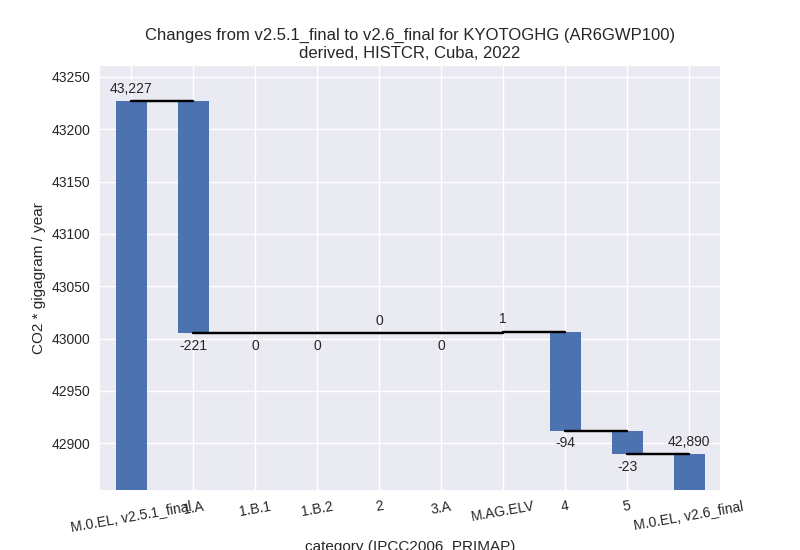 Changes from v2.5.1_final to v2.6_final for KYOTOGHG (AR6GWP100)
derived, HISTCR, Cuba, 2022
43250
43200
43150
43100
43050
43000
42950
42900
CO2 * gigagram / year
43,227
-221
0
0
0
0
1
-94
-23
42,890
M.0.EL, v2.5.1_final
1.A
1.B.1
1.B.2
2
3.A
M.AG.ELV
4
5
M.0.EL, v2.6_final
category (IPCC2006_PRIMAP)